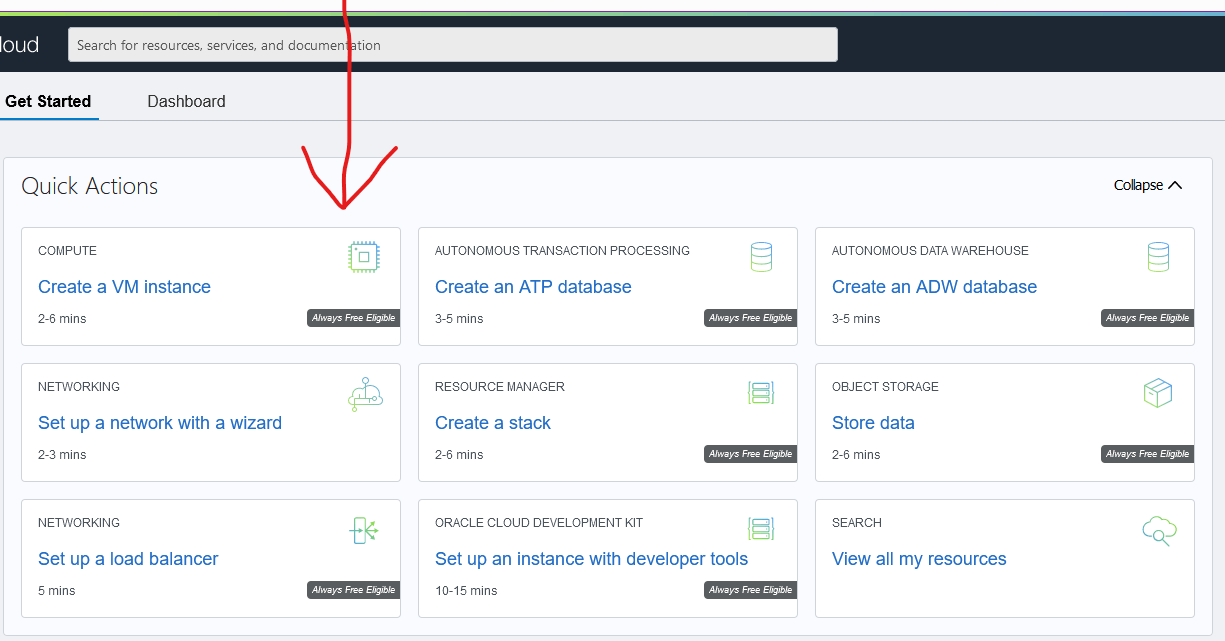 loud
Search for resources, services, and documentation
Get Started
Dashboard
Quick Actions
Collapse
COMPUTE
Create a VM instance
2-6 mins
Always Free Eligible
AUTONOMOUS TRANSACTION PROCESSING
Create an ATP database
3-5 mins
Always Free Eligible
AUTONOMOUS DATA WAREHOUSE
Create an ADW database
3-5 mins
Always Free Eligible
NETWORKING
Set up a network with a wizard
2-3 mins
RESOURCE MANAGER
Create a stack
2-6 mins
Always Free Eligible
OBJECT STORAGE
Store data
2-6 mins
Always Free Eligible
NETWORKING
Set up a load balancer
5 mins
Always Free Eligible
ORACLE CLOUD DEVELOPMENT KIT
Set up an instance with developer tools
10-15 mins
Always Free Eligible
SEARCH
View all my resources